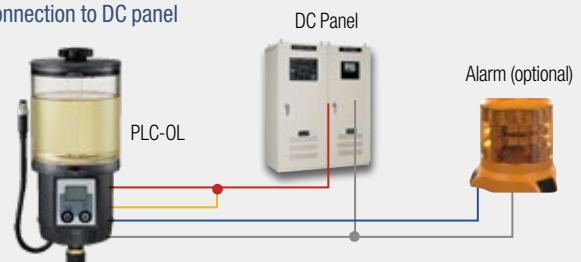 onnection to DC panel
DC Panel
Alarm (optional)
PLC-OL